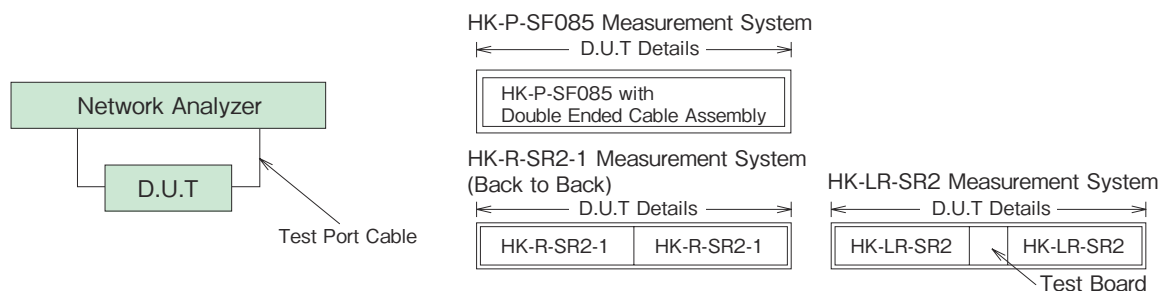 Network Analyzer
D.U.T
Test Port Cable
HK-P-SF085 Measurement System
D.U.T Details
HK-P-SF085 with
Double Ended Cable Assembly
HK-R-SR2-1 Measurement System
(Back to Back)
D.U.T Details
HK-R-SR2-1
HK-R-SR2-1
HK-LR-SR2 Measurement System
D.U.T Details
HK-LR-SR2
HK-LR-SR2
Test Board